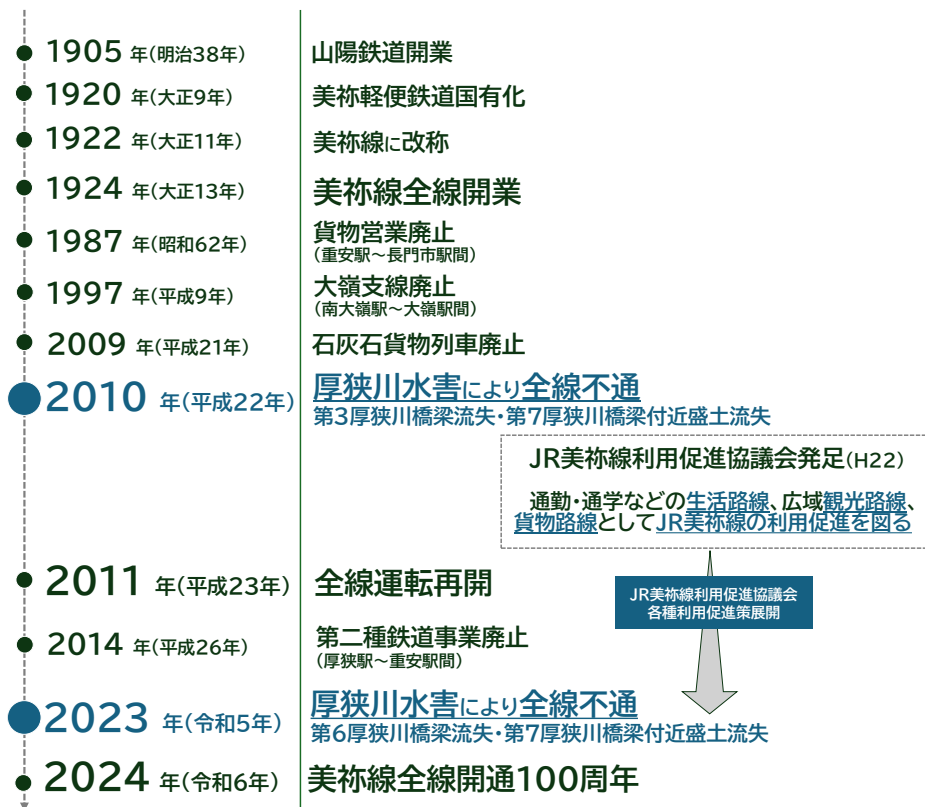 1905 年(明治38年) 山陽鉄道開業
1920 年(大正9年) 美祢軽便鉄道国有化
1922 年(大正11年) 美祢線に改称
1924 年(大正13年) 美祢線全線開業
1987 年(昭和62年) 貨物営業廃止
(重安駅～長門市駅間)
1997 年(平成9年) 大嶺支線廃止
(南大嶺駅～大嶺駅間)
2009 年(平成21年) 石灰石貨物列車廃止
2010 年(平成22年) 厚狭川水害により全線不通
第3厚狭川橋梁流失・第7厚狭川橋梁付近盛土流失
JR美祢線利用促進協議会発足(H22)
通勤・通学などの生活路線、広域観光路線、
貨物路線としてJR美祢線の利用促進を図る
2011 年(平成23年) 全線運転再開
JR美祢線利用促進協議会
各種利用促進策展開
2014 年(平成26年) 第二種鉄道事業廃止
(厚狭駅～重安駅間)
2023 年(令和5年) 厚狭川水害により全線不通
第6厚狭川橋梁流失・第7厚狭川橋梁付近盛土流失
2024 年(令和6年) 美祢線全線開通100周年